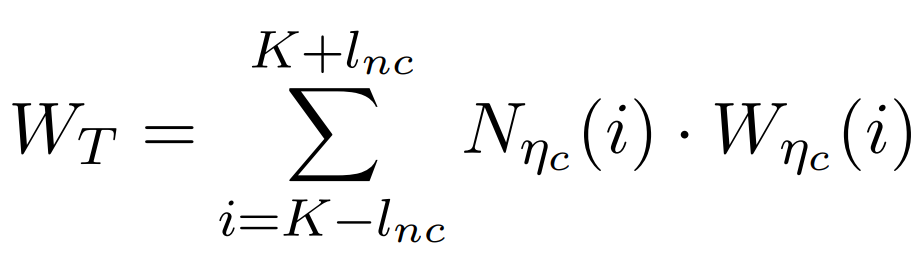 W_T = \sum_{i=K-l_{nc}}^{K+l_{nc}} N_{\eta_c}(i) \cdot W_{\eta_c}(i)